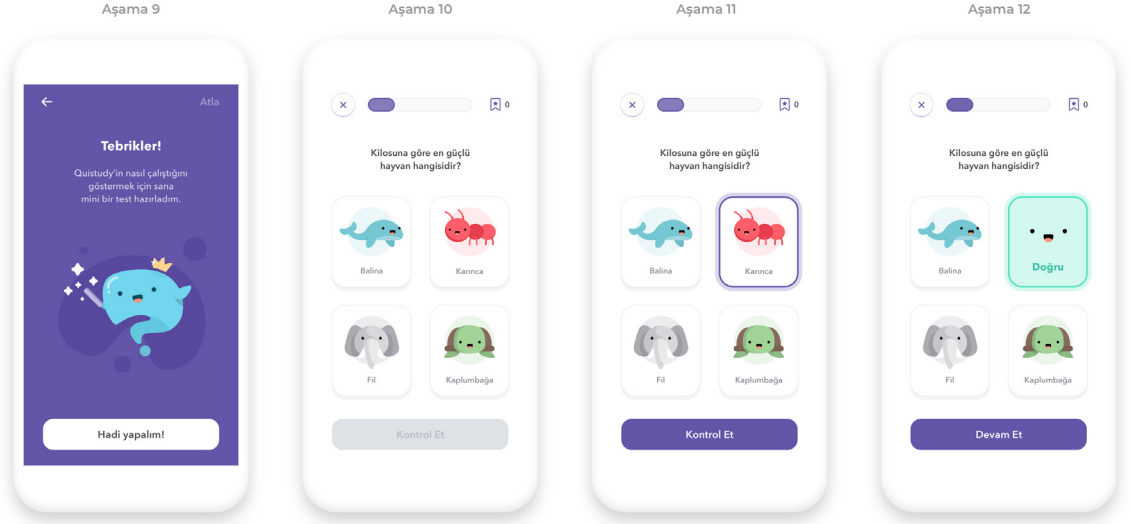 Aşama 9
Atla
Tebrikler!
Quistudy'in nasıl çalıştığını
göstermek için sana
mini bir test hazırladım.
Hadi yapalım!
Aşama 10
0
Kilosuna göre en güçlü
hayvan hangisidir?
Balina
Karınca
Fil
Kaplumbağa
Kontrol Et
Aşama 11
0
Kilosuna göre en güçlü
hayvan hangisidir?
Balina
Karınca
Fil
Kaplumbağa
Kontrol Et
Aşama 12
0
Kilosuna göre en güçlü
hayvan hangisidir?
Balina
Doğru
Fil
Kaplumbağa
Devam Et